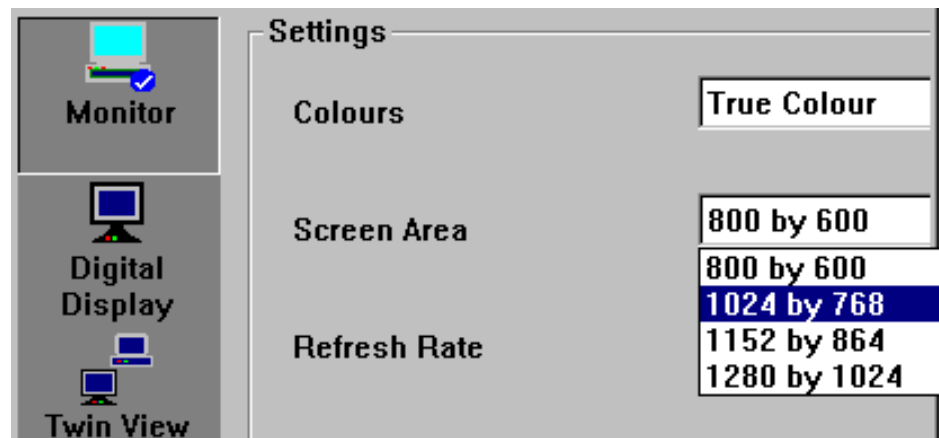 Monitor
Digital
Display
Twin View
Settings
Colours
True Colour
Screen Area
800 by 600
800 by 600
1024 by 768
1152 by 864
1280 by 1024
Refresh Rate